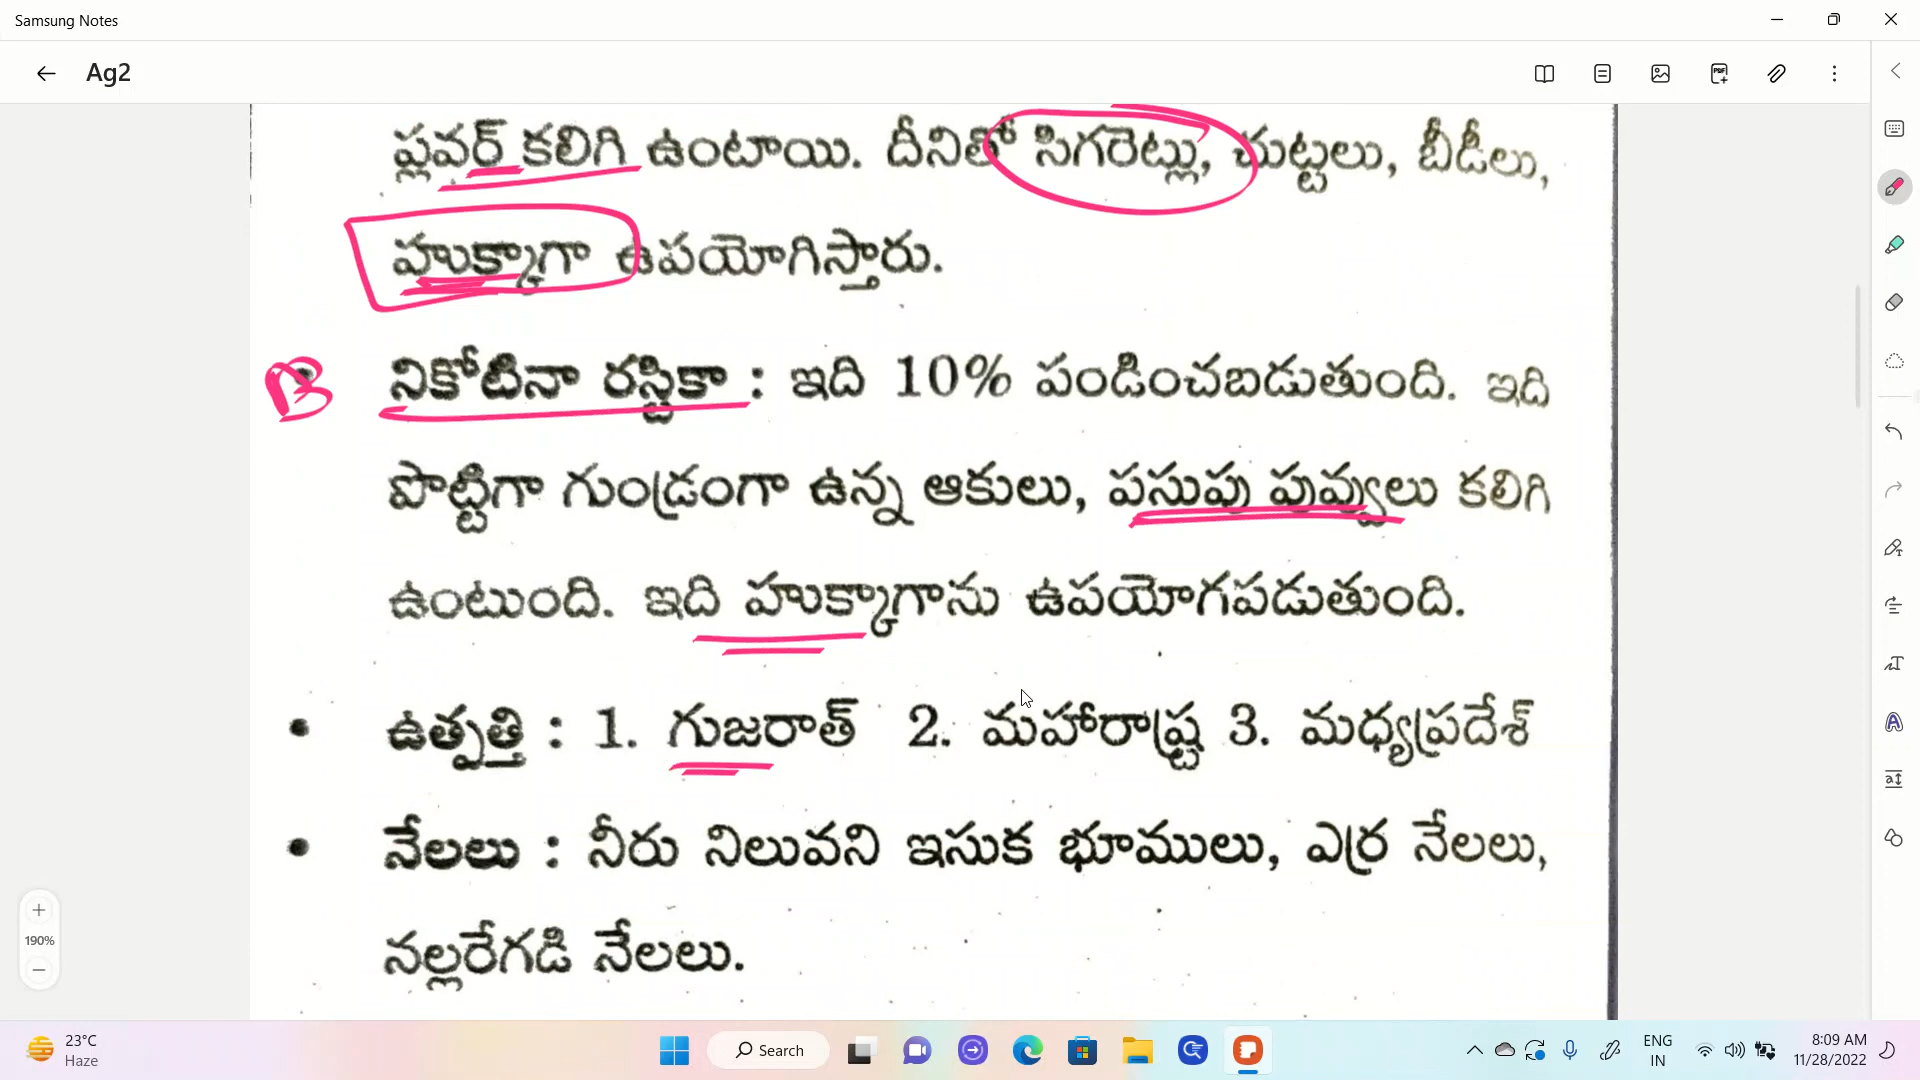 Samsung Notes
Ag2
ప్లవర్ కలిగి ఉంటాయి. దీనితో సిగరెట్లు, చుట్టలు, బీడీలు,
హుక్కాగా ఉపయోగిస్తారు.
B నికోటినా రస్టికా : ఇది 10% పండించబడుతుంది. ఇది
పొట్టిగా గుండ్రంగా ఉన్న ఆకులు, పసుపు పువ్వులు కలిగి
ఉంటుంది. ఇది హుక్కాగాను ఉపయోగపడుతుంది.
• ఉత్పత్తి : 1. గుజరాత్ 2. మహారాష్ట్ర 3. మధ్యప్రదేశ్
• నేలలు : నీరు నిలువని ఇసుక భూములు, ఎర్ర నేలలు,
నల్లరేగడి నేలలు.
190%
23°C
Haze
Search
ENG
IN
8:09 AM
11/28/2022